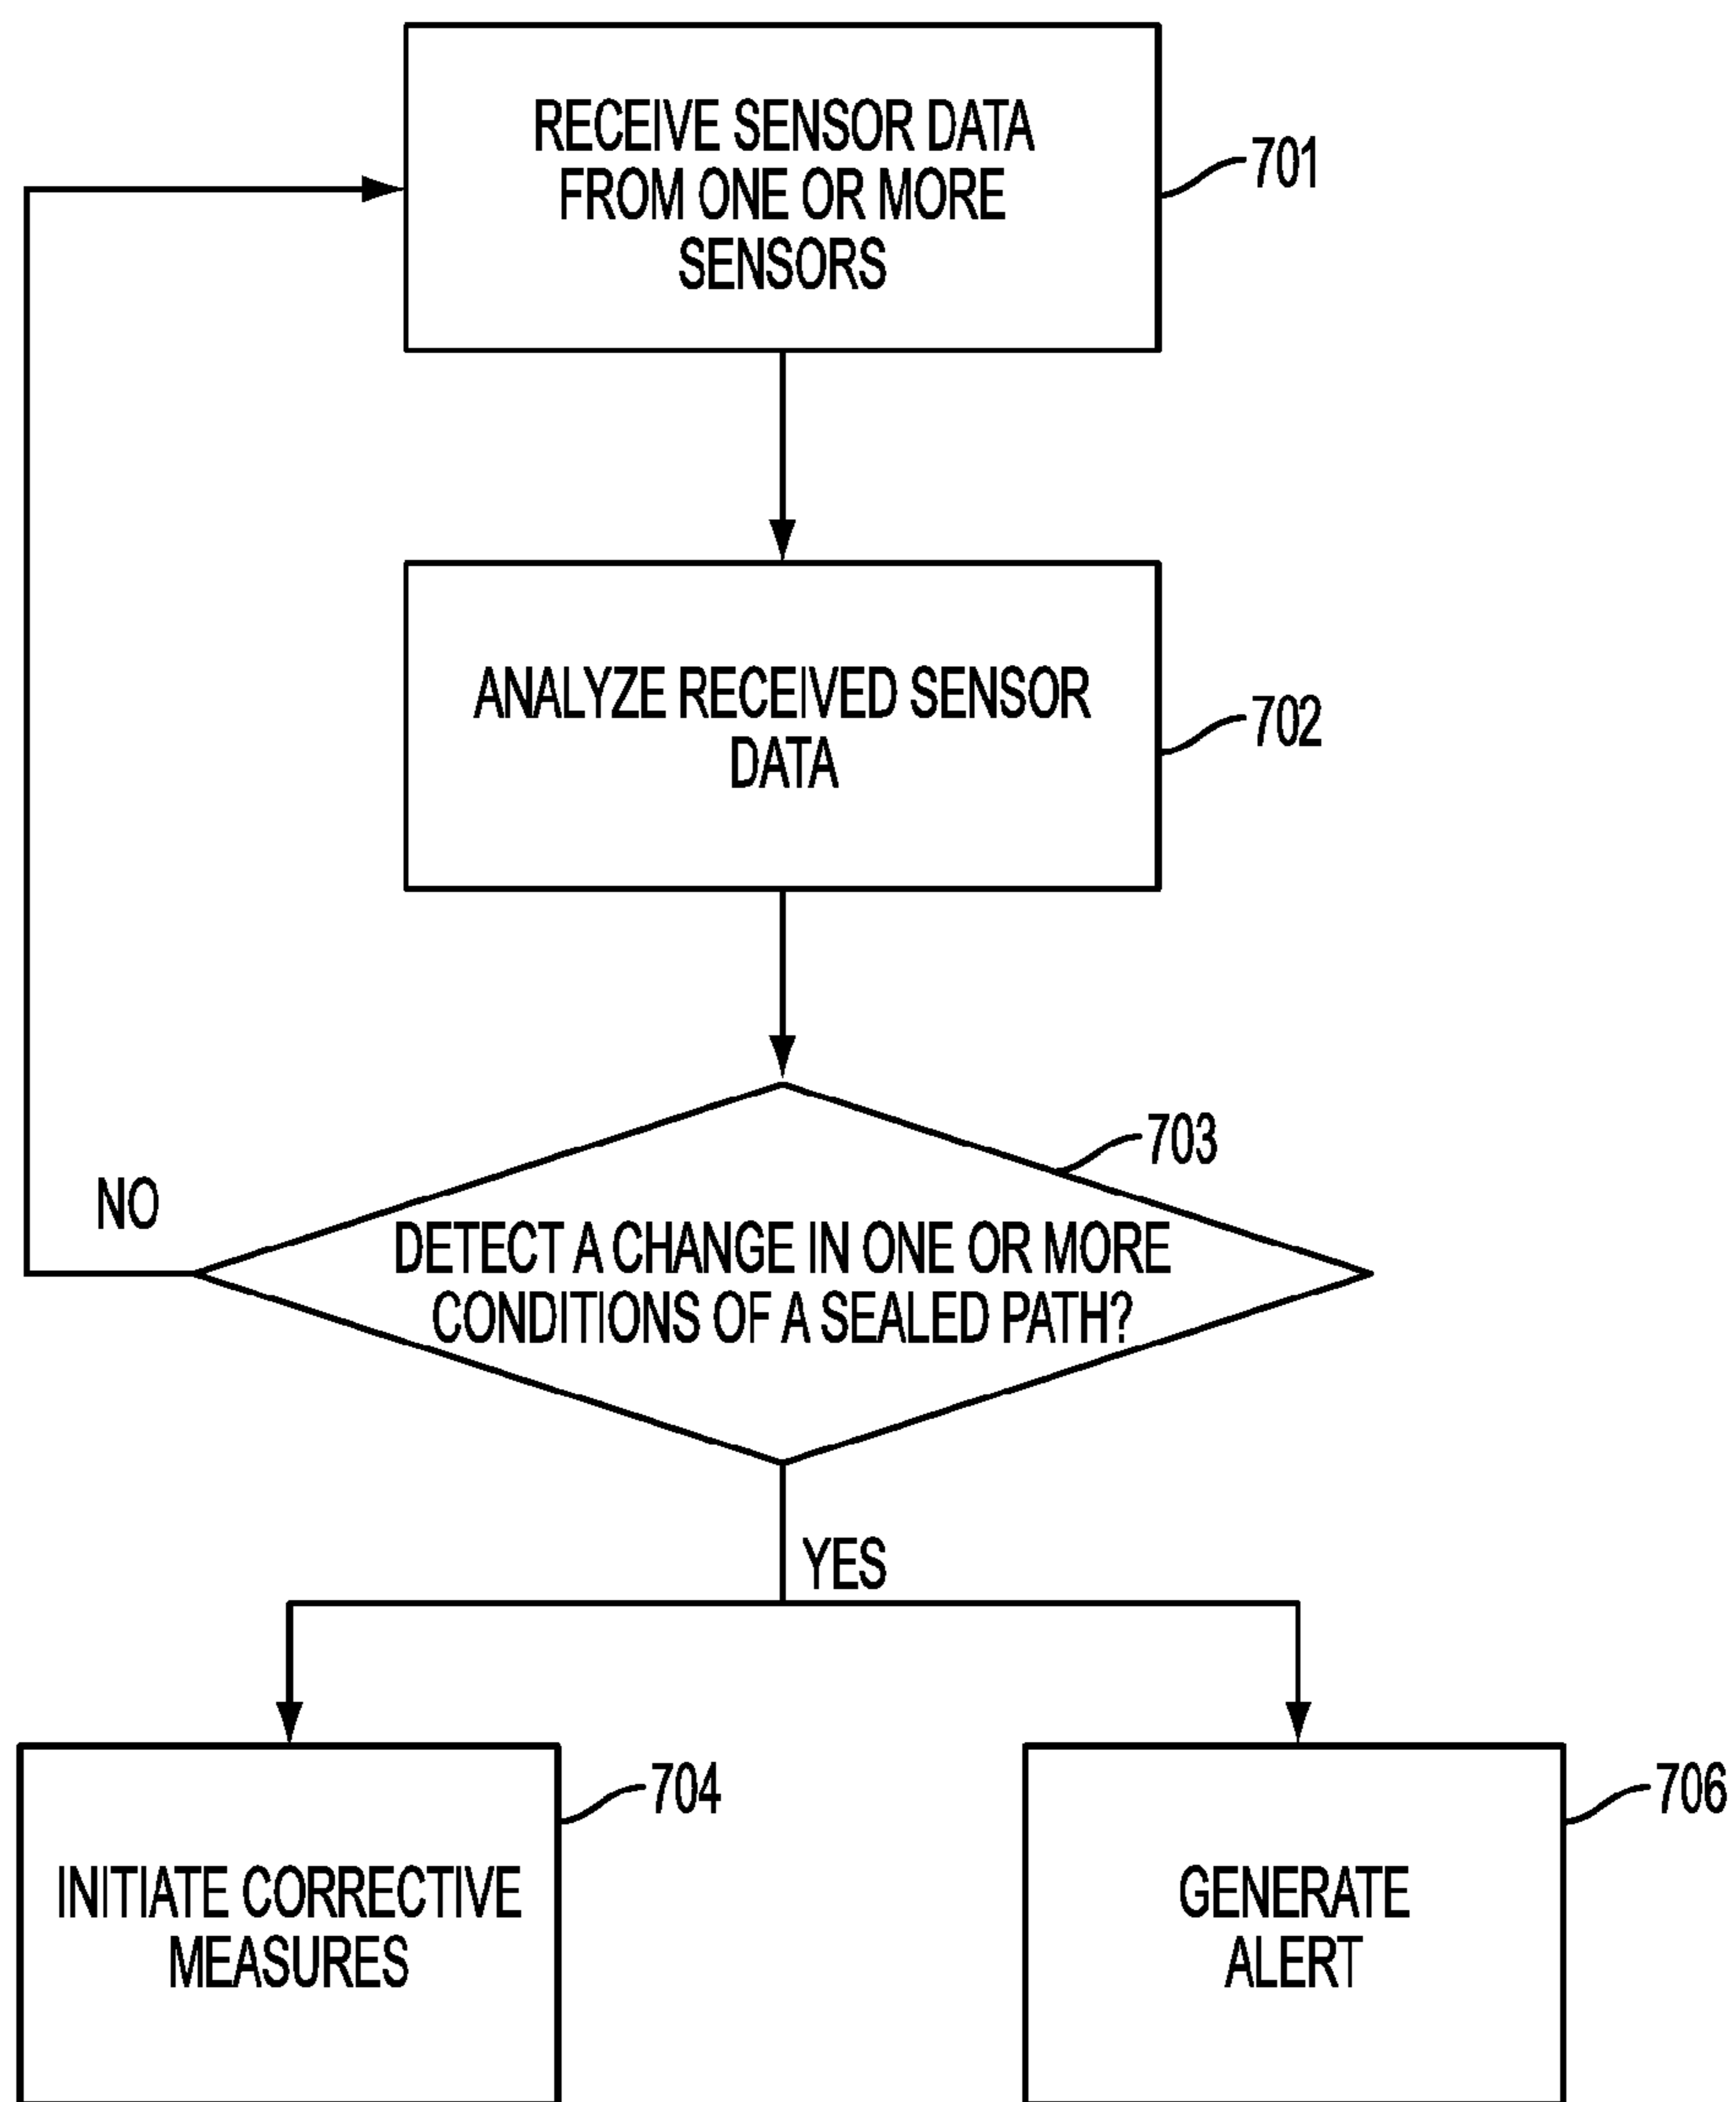 RECEIVE SENSOR DATA
FROM ONE OR MORE
SENSORS
701
ANALYZE RECEIVED SENSOR
DATA
702
703
NO
DETECT A CHANGE IN ONE OR MORE
CONDITIONS OF A SEALED PATH?
YES
704
INITIATE CORRECTIVE
MEASURES
706
GENERATE
ALERT